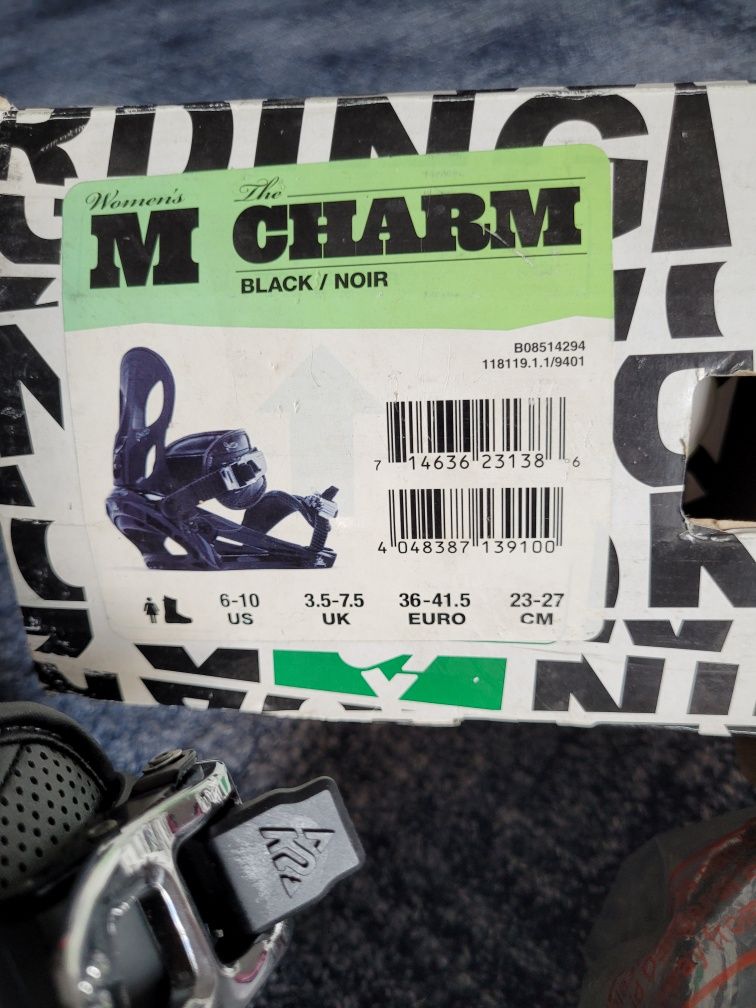 RDING
Women's
M
The
CHARM
BLACK / NOIR
B08514294
118119.1.1/9401
7 14636 23138 6
4 048387 139100
6-10 3.5-7.5 36-41.5 23-27
US UK EURO CM